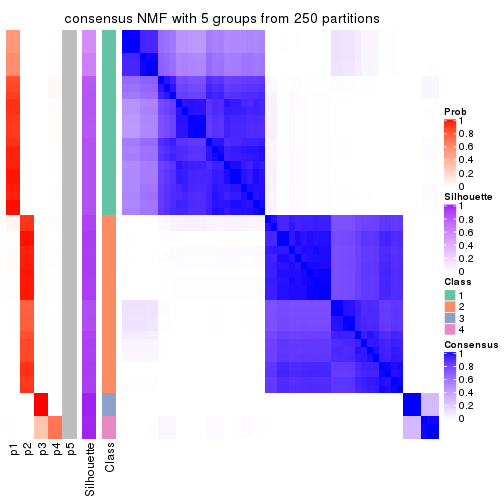 consensus NMF with 5 groups from 250 partitions
Prob
1
0.8
0.6
0.4
0.2
0
Silhouette
1
0.8
0.6
0.4
0.2
0
Class
1
2
3
4
Consensus
1
0.8
0.6
0.4
0.2
0
p1
p2
p3
p4
p5
Silhouette
Class